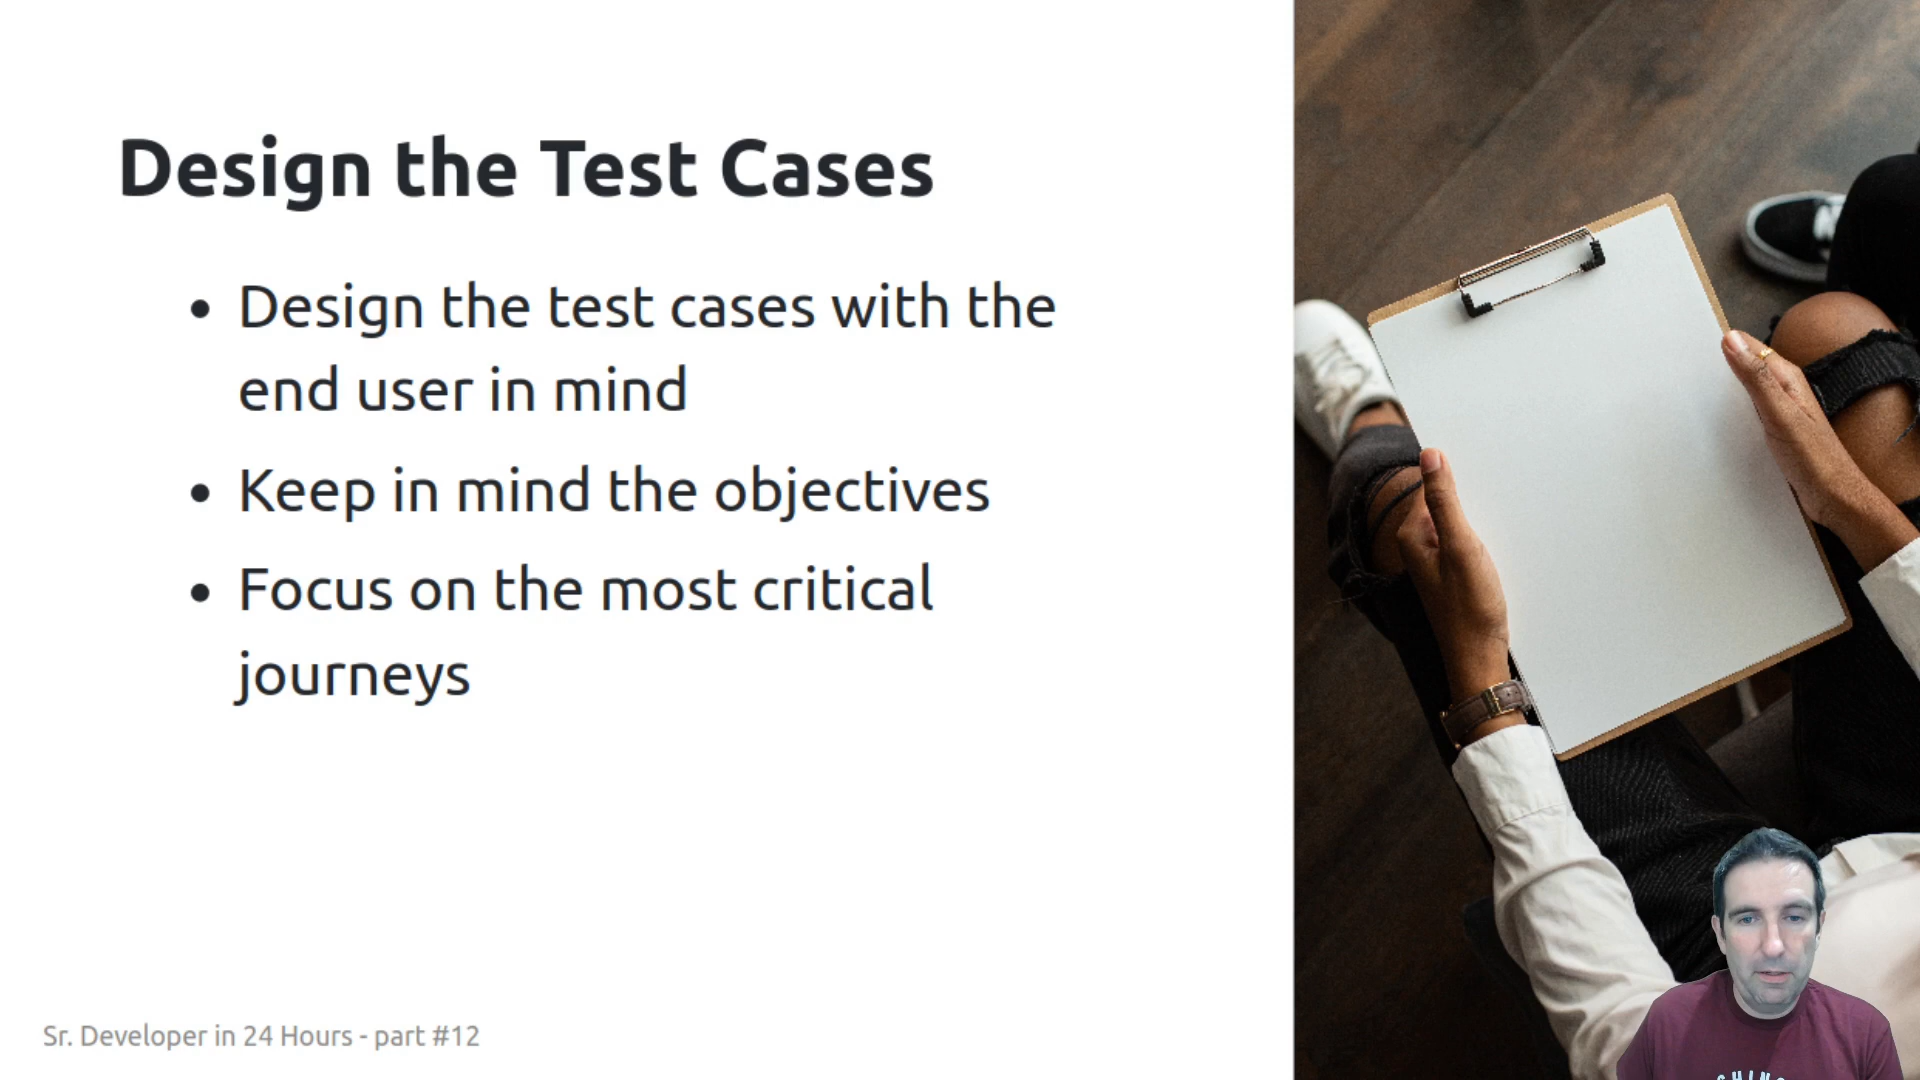 Design the Test Cases
• Design the test cases with the
end user in mind
• Keep in mind the objectives
• Focus on the most critical
journeys
Sr. Developer in 24 Hours - part #12